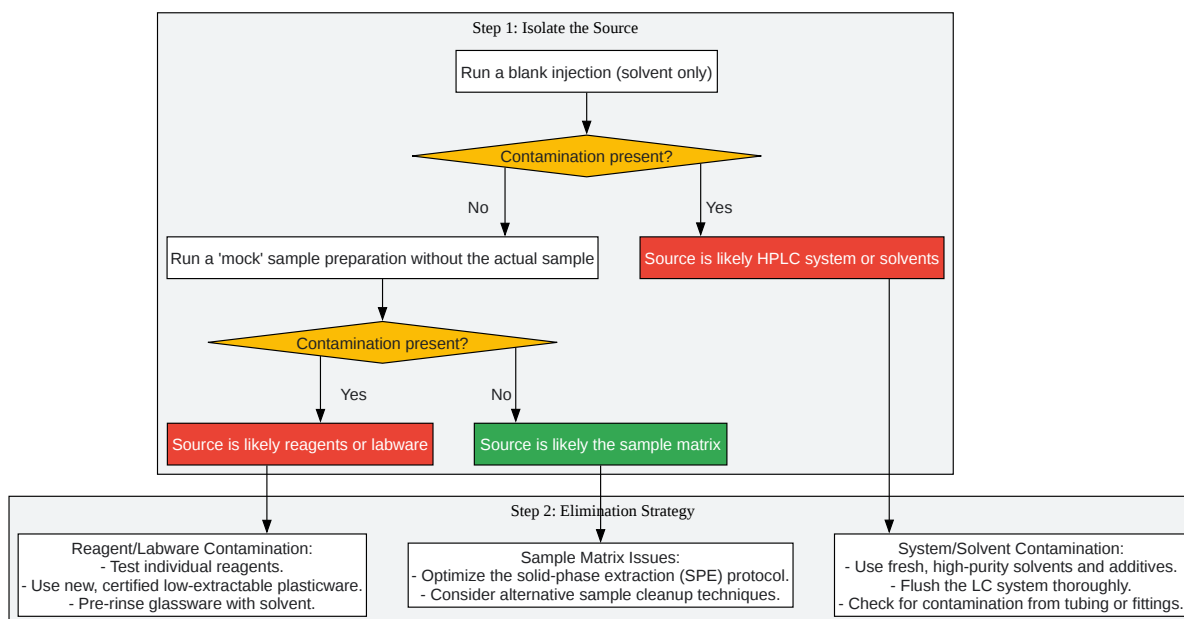 Step 1: Isolate the Source
Run a blank injection (solvent only)
Contamination present?
No
Yes
Run a 'mock' sample preparation without the actual sample
Source is likely HPLC system or solvents
Contamination present?
Yes
No
Source is likely reagents or labware
Source is likely the sample matrix
Step 2: Elimination Strategy
Reagent/Labware Contamination:
- Test individual reagents.
- Use new, certified low-extractable plasticware.
- Pre-rinse glassware with solvent.
Sample Matrix Issues:
- Optimize the solid-phase extraction (SPE) protocol.
- Consider alternative sample cleanup techniques.
System/Solvent Contamination:
- Use fresh, high-purity solvents and additives.
- Flush the LC system thoroughly.
- Check for contamination from tubing or fittings.